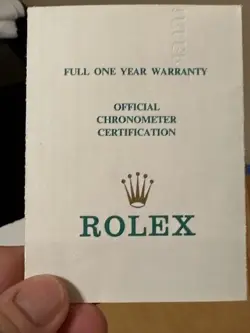 FULL ONE YEAR WARRANTY
OFFICIAL
CHRONOMETER
CERTIFICATION
ROLEX